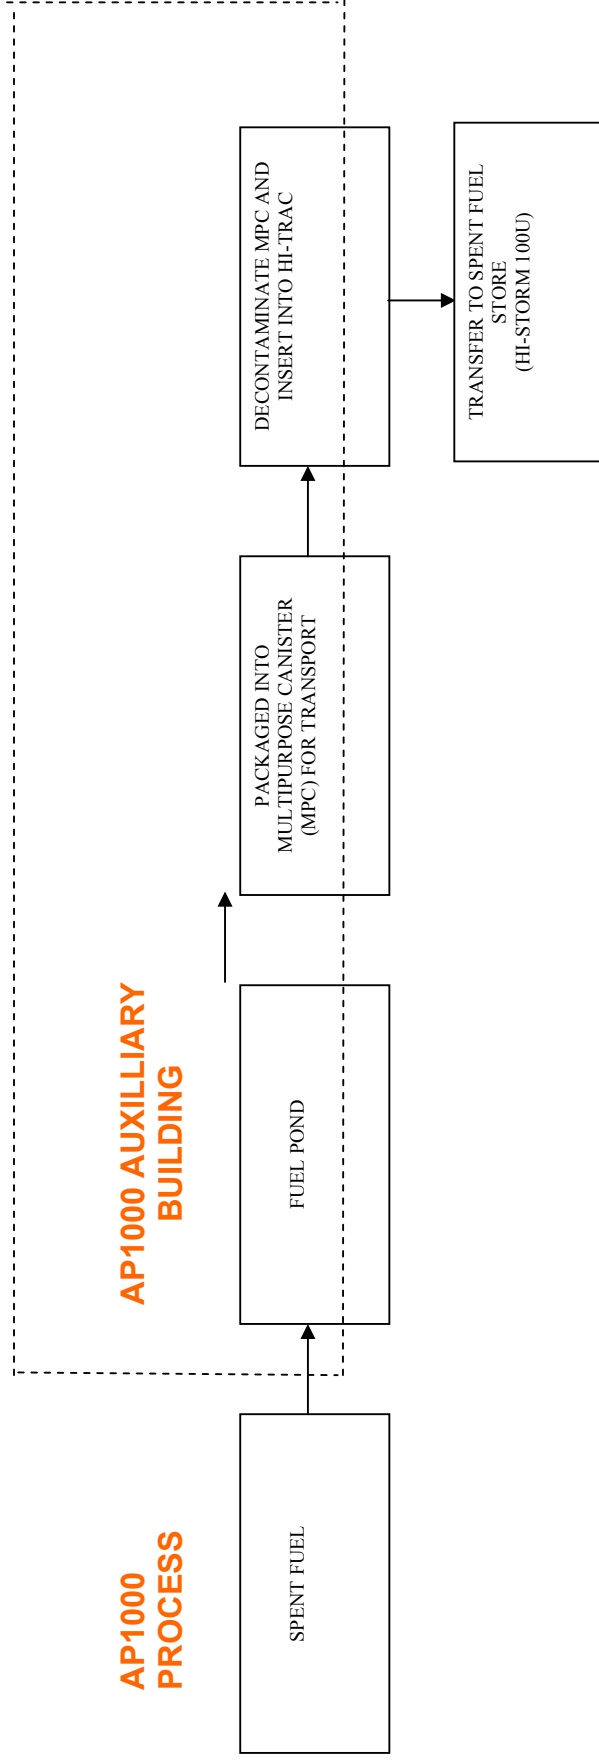 AP1000
PROCESS
AP1000 AUXILLIARY
BUILDING
SPENT FUEL
FUEL POND
PACKAGED INTO
MULTIPURPOSE CANISTER
(MPC) FOR TRANSPORT
DECONTAMINATE MPC AND
INSERT INTO HI-TRAC
TRANSFER TO SPENT FUEL
STORE
(HI-STORM 100U)